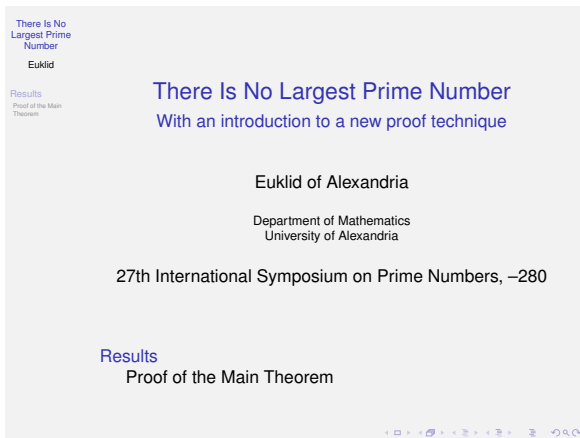 There Is No
Largest Prime
Number
Euklid
Results
Proof of the Main
Theorem
There Is No Largest Prime Number
With an introduction to a new proof technique
Euklid of Alexandria
Department of Mathematics
University of Alexandria
27th International Symposium on Prime Numbers, –280
Results
Proof of the Main Theorem